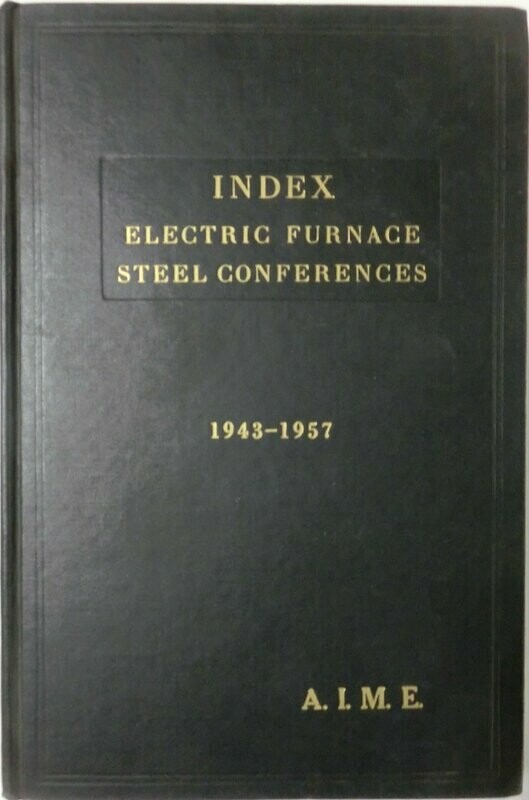 INDEX
ELECTRIC FURNACE
STEEL CONFERENCES
1943–1957
A. I. M. E.